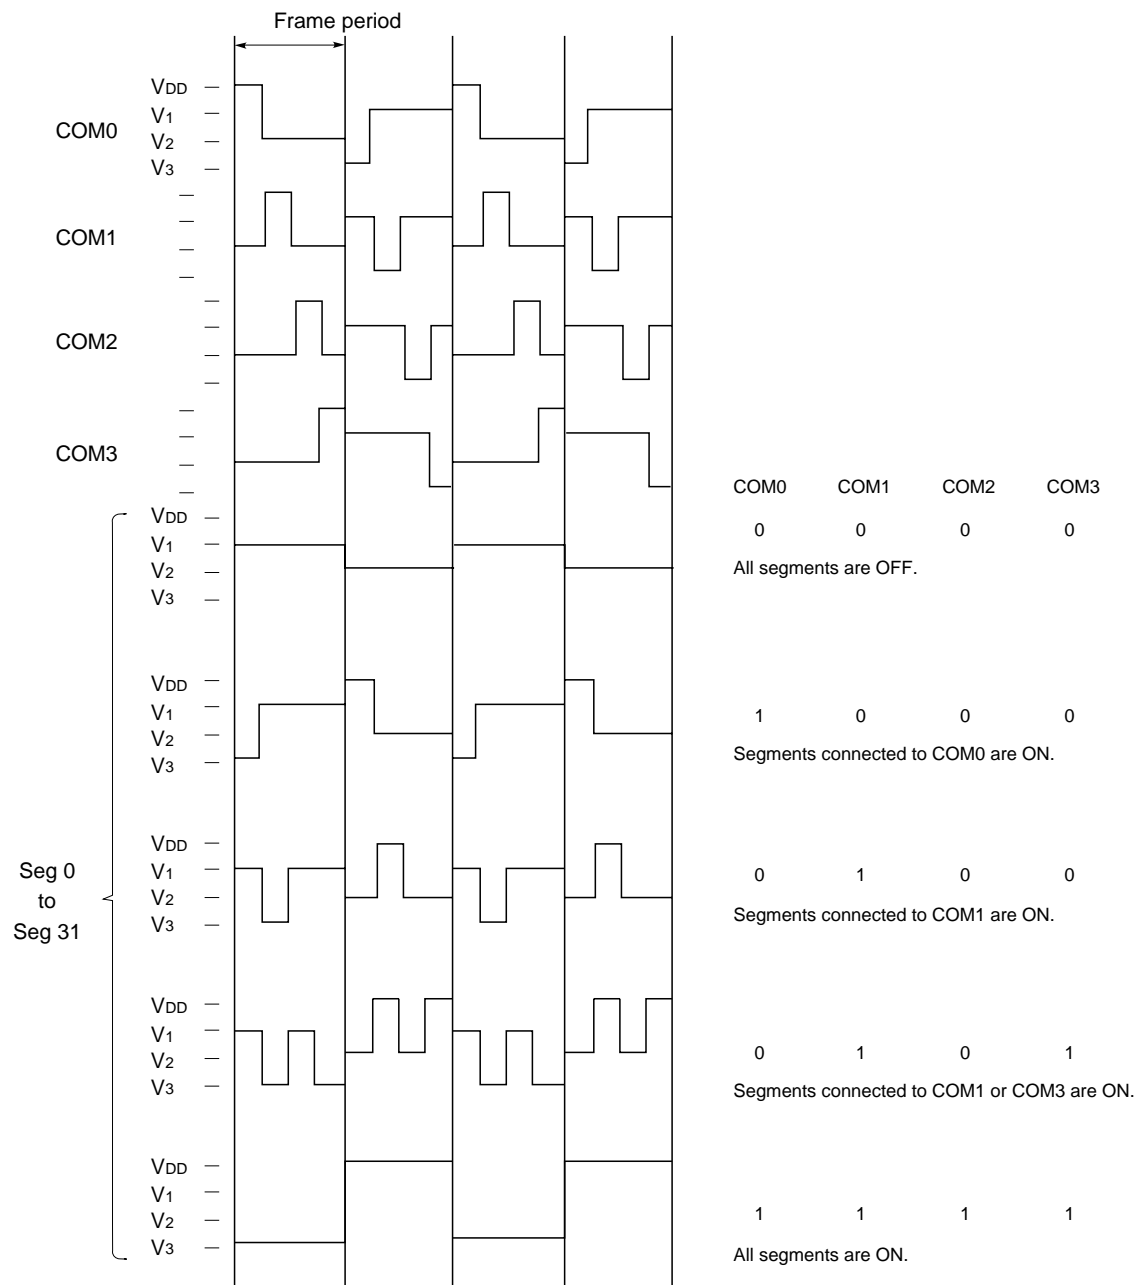 Frame period
VDD
V1
COM0
V2
V3
COM1
COM2
COM3
COM0 COM1 COM2 COM3
VDD
0 0 0 0
V1
V2
All segments are OFF.
V3
VDD
V1
1 0 0 0
V2
Segments connected to COM0 are ON.
V3
VDD
Seg 0
to
Seg 31
V1
0 1 0 0
V2
Segments connected to COM1 are ON.
V3
VDD
V1
0 1 0 1
V2
V3
Segments connected to COM1 or COM3 are ON.
VDD
V1
1 1 1 1
V2
V3
All segments are ON.